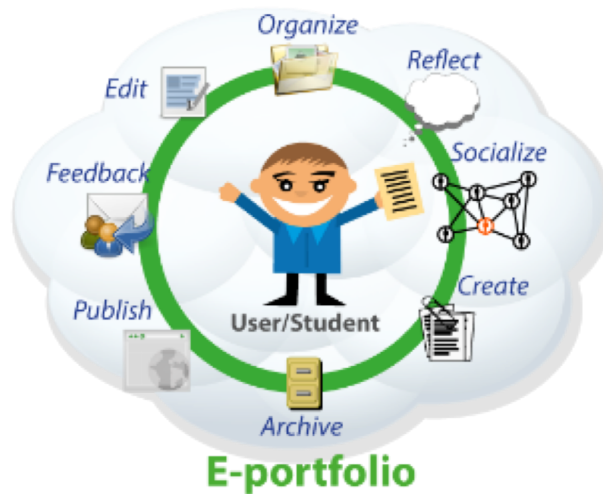 Organize
Reflect
Edit
Socialize
Feedback
Create
Publish
User/Student
Archive
E-portfolio